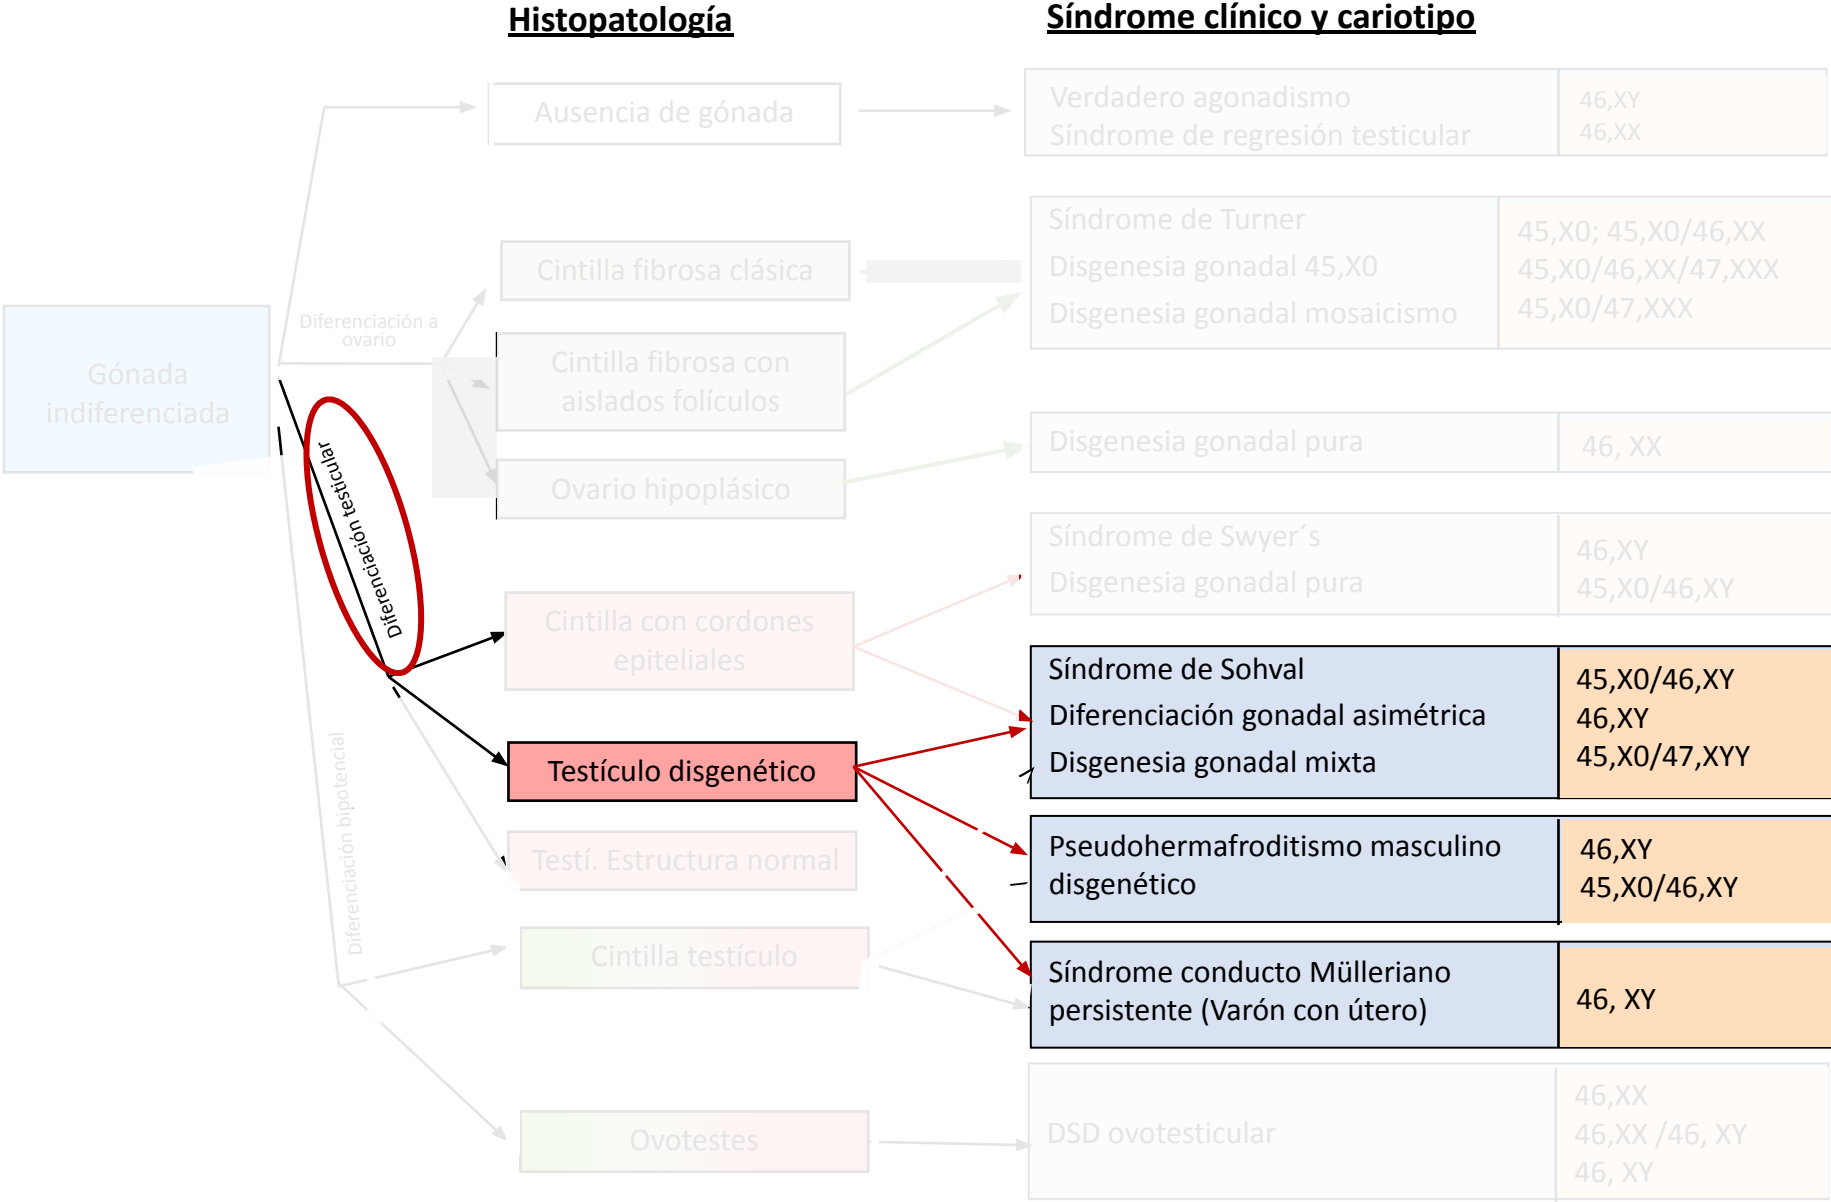 Histopatología
Síndrome clínico y cariotipo
Ausencia de gónada
Verdadero agonadismo
Síndrome de regresión testicular
46,XY
46,XX
Gónada
indiferenciada
Diferenciación a
ovario
Cintilla fibrosa clásica
Cintilla fibrosa con
aislados folículos
Ovario hipoplásico
Síndrome de Turner
Disgenesia gonadal 45,X0
Disgenesia gonadal mosaicismo
45,X0; 45,X0/46,XX
45,X0/46,XX/47,XXX
45,X0/47,XXX
Disgenesia gonadal pura
46, XX
Diferenciación testicular
Cintilla con cordones
epiteliales
Testículo disgenético
Testí. Estructura normal
Síndrome de Swyer´s
Disgenesia gonadal pura
46,XY
45,X0/46,XY
Síndrome de Sohval
Diferenciación gonadal asimétrica
Disgenesia gonadal mixta
45,X0/46,XY
46,XY
45,X0/47,XYY
Pseudohermafroditismo masculino
disgenético
46,XY
45,X0/46,XY
Síndrome conducto Mülleriano
persistente (Varón con útero)
46, XY
Diferenciación bipotencial
Cintilla testículo
Ovotestes
DSD ovotesticular
46,XX
46,XX /46, XY
46, XY